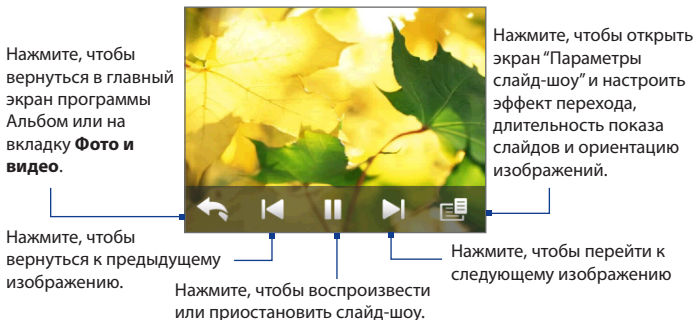 Нажмите, чтобы
вернуться в главный
экран программы
Альбом или на
вкладку Фото и
видео.
Нажмите, чтобы открыть
экран “Параметры
слайд-шоу” и настроить
эффект перехода,
длительность показа
слайдов и ориентацию
изображений.
Нажмите, чтобы
вернуться к предыдущему
изображению.
Нажмите, чтобы воспроизвести
или приостановить слайд-шоу.
Нажмите, чтобы перейти к
следующему изображению